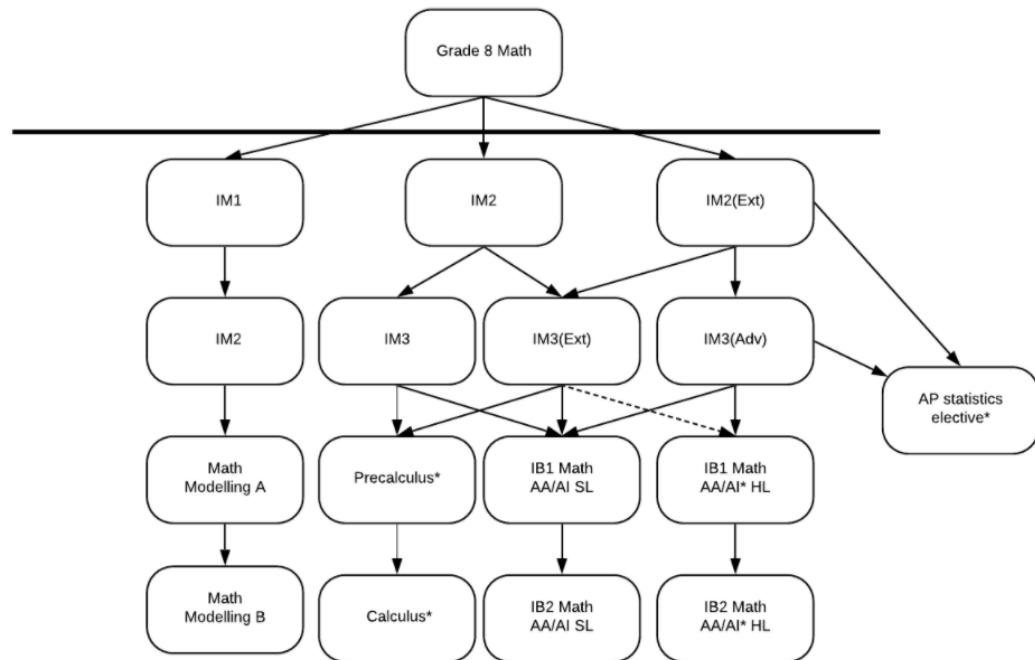 Grade 8 Math
IM1
IM2
IM2(Ext)
IM2
IM3
IM3(Ext)
IM3(Adv)
AP statistics
elective*
Math
Modelling A
Precalculus*
IB1 Math
AA/AI SL
IB1 Math
AA/AI* HL
Math
Modelling B
Calculus*
IB2 Math
AA/AI SL
IB2 Math
AA/AI* HL